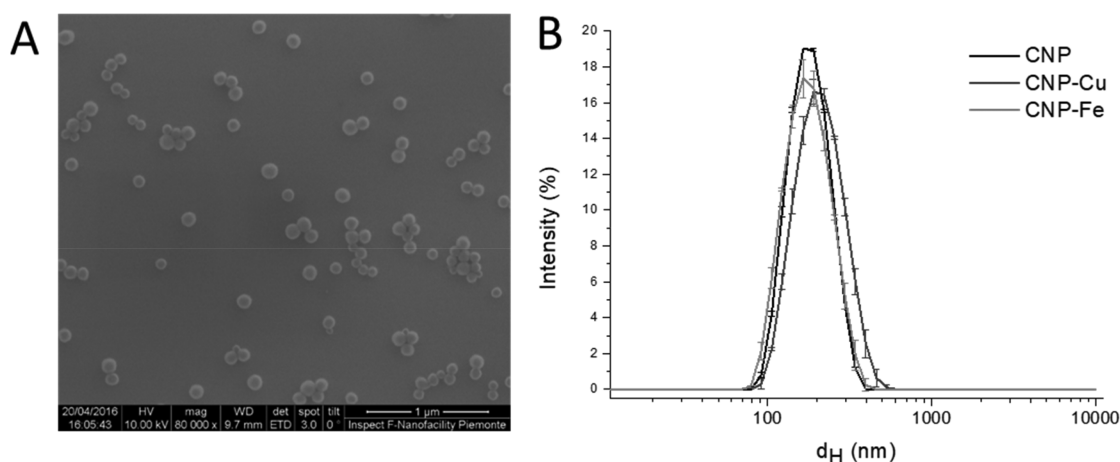 A
20/04/2016 HV mag WD det spot tilt 1 µm
16:05:43 10.00 kV 80 000 x 9.7 mm ETD 3.0 0 ° Inspect F-Nanofacility Piemonte
B
CNP
CNP-Cu
CNP-Fe
20
18
16
14
12
10
8
6
4
2
0
Intensity (%)
100 1000 10000
dH (nm)